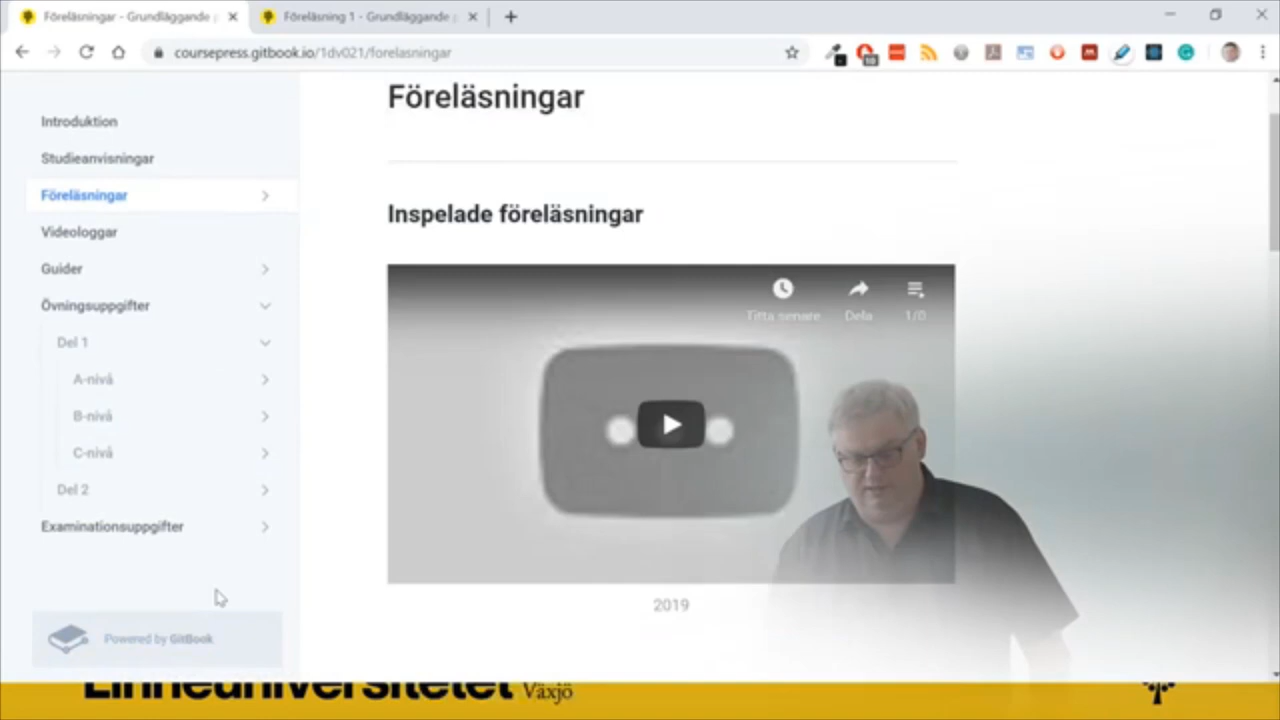 Föreläsningar - Grundläggande
Föreläsning 1 - Grundläggande
coursepress.gitbook.io/1dv021/forelasningar
Introduktion
Studieanvisningar
Föreläsningar
Videologgar
Guider
Övningsuppgifter
Del 1
A-nivå
B-nivå
C-nivå
Del 2
Examinationsuppgifter
Powered by GitBook
Föreläsningar
Inspelade föreläsningar
Titta senare
Dela
1/0
2019
Linnéuniversitetet Växjö